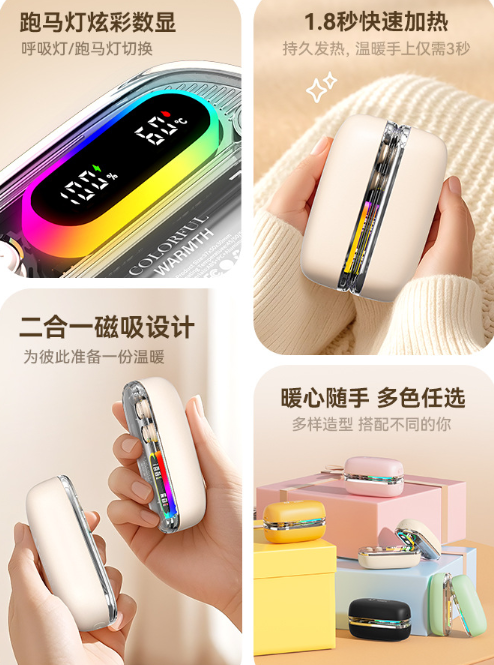 跑马灯炫彩数显
呼吸灯/跑马灯切换
60℃
100%
COLORFUL
WARMTH
1.8秒快速加热
持久发热, 温暖手上仅需3秒
二合一磁吸设计
为彼此准备一份温暖
暖心随手 多色任选
多样造型 搭配不同的你